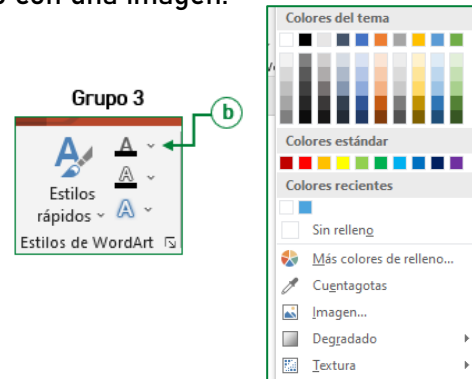 con una imagen.
Grupo 3
b
Estilos
rápidos
Estilos de WordArt
Colores del tema
Colores estándar
Colores recientes
Sin relleno
Más colores de relleno...
Cuentagotas
Imagen...
Degradado
Textura